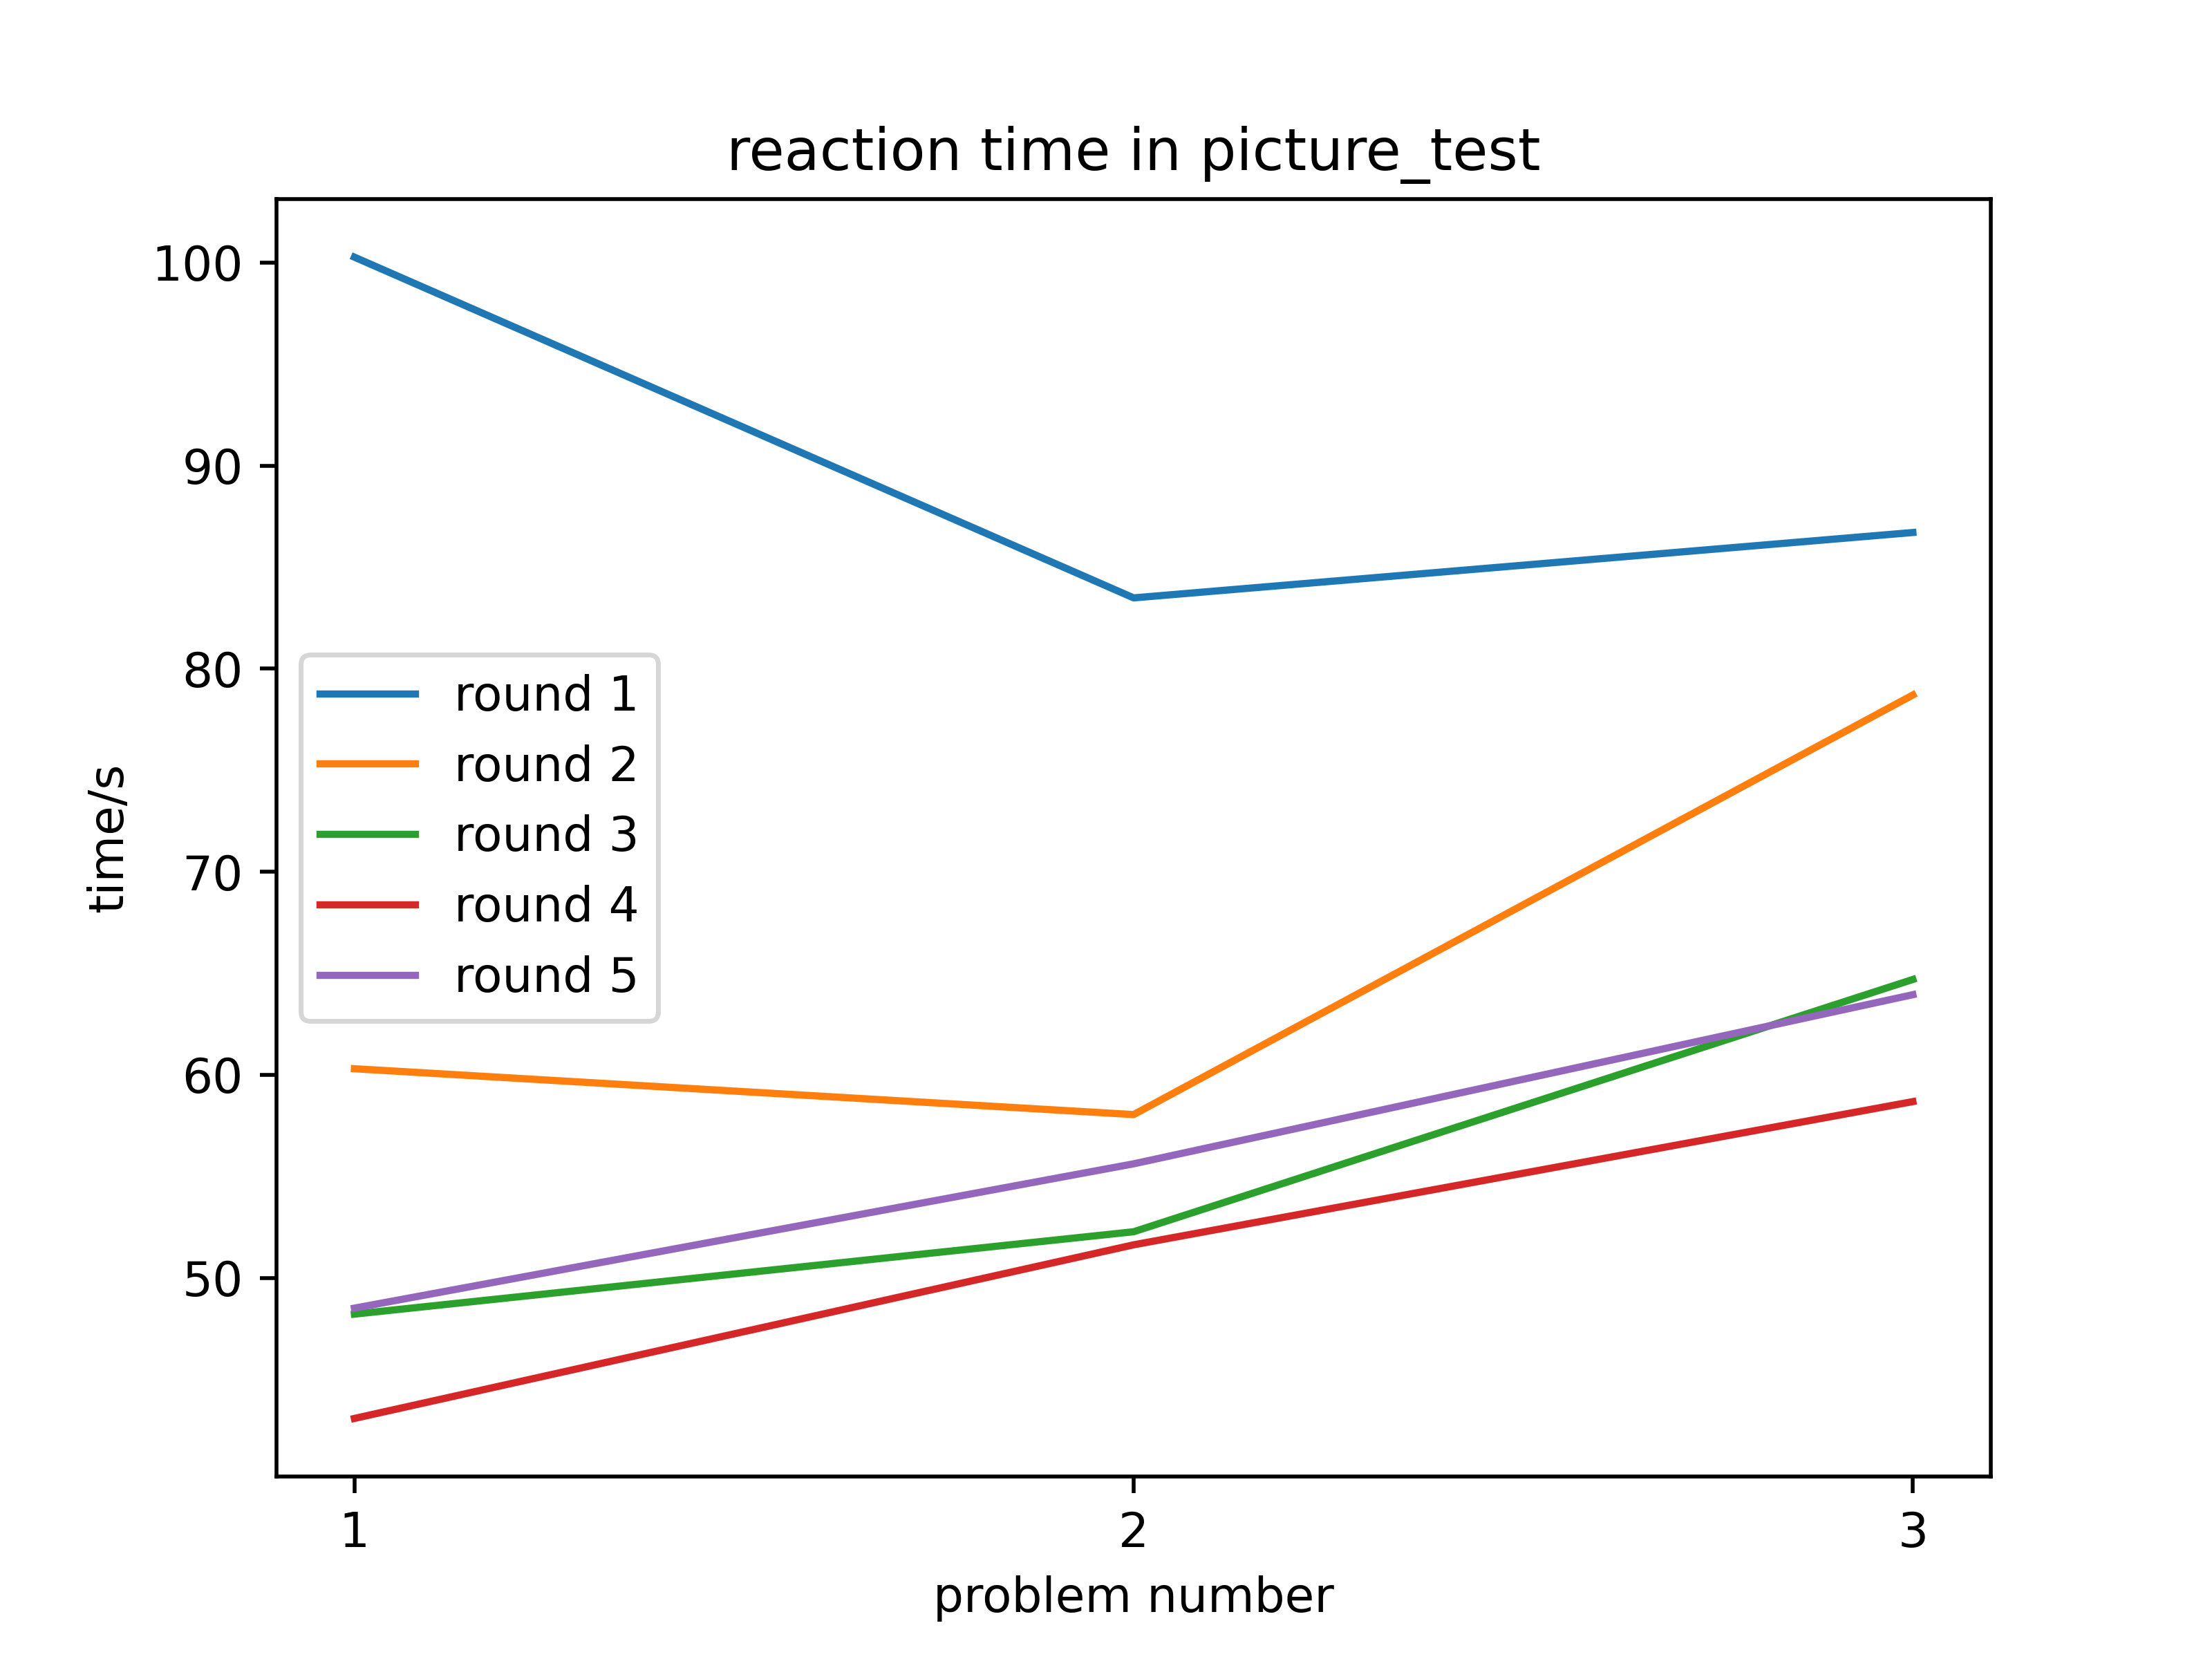 reaction time in picture_test
100
90
80
70
60
50
time/s
round 1
round 2
round 3
round 4
round 5
1 2 3
problem number